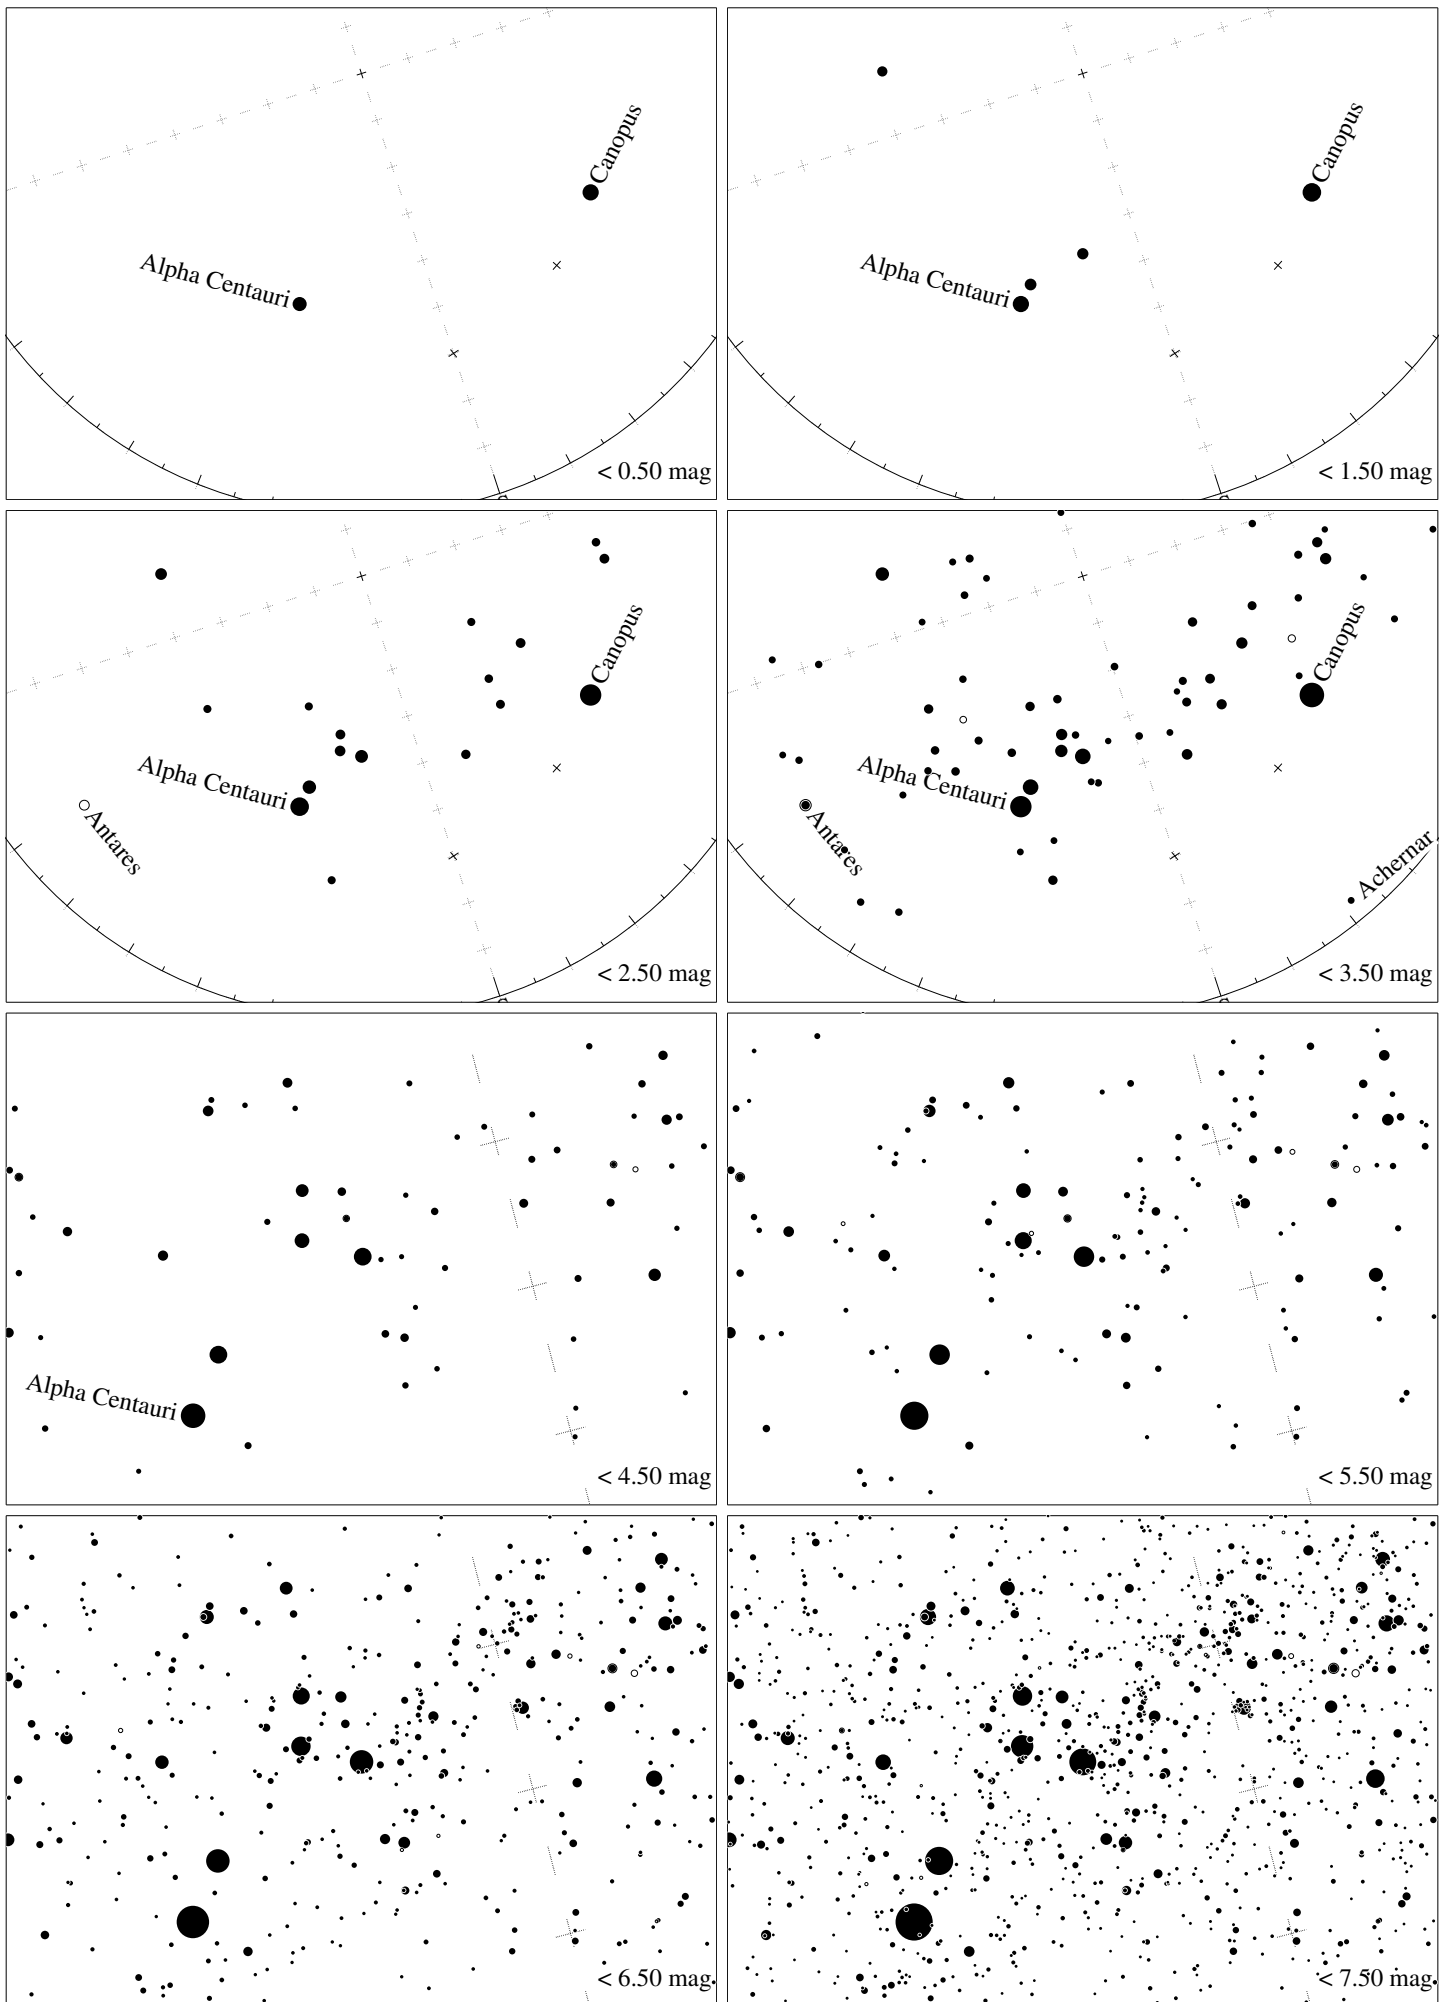 Canopus
Alpha Centauri
< 0.50 mag
Canopus
Alpha Centauri
< 1.50 mag
Canopus
Alpha Centauri
Antares
< 2.50 mag
Canopus
Alpha Centauri
Antares
Achernar
< 3.50 mag
Alpha Centauri
< 4.50 mag
< 5.50 mag
< 6.50 mag
< 7.50 mag